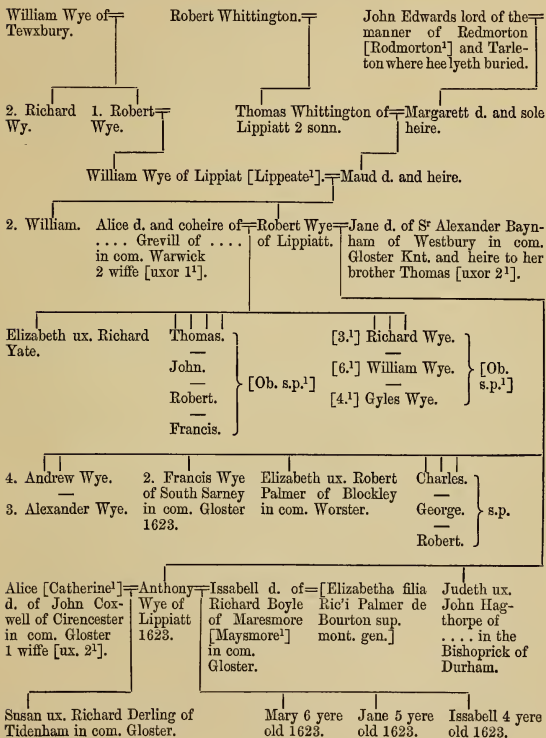 William Wye of
Tewxbury.
Robert Whittington.
John Edwards lord of the
manner of Redmorton
[Rodmorton¹] and Tarle-
ton where hee lyeth buried.
2. Richard
Wy.
1. Robert
Wye.
Thomas Whittington of
Lippiatt 2 sonn.
Margarett d. and sole
heire.
William Wye of Lippiat [Lippeate¹].
Maud d. and heire.
2. William.
Alice d. and coheire of
.... Grevill of ....
in com. Warwick
2 wiffe [uxor 1¹].
Robert Wye
of Lippiatt.
Jane d. of Sʳ Alexander Bayn-
ham of Westbury in com.
Gloster Knt. and heire to her
brother Thomas [uxor 2¹].
Elizabeth ux. Richard
Yate.
Thomas.
—
John.
—
Robert.
—
Francis.
[Ob. s.p.¹]
[3.¹] Richard Wye.
—
[6.¹] William Wye.
—
[4.¹] Gyles Wye.
[Ob.
s.p.¹]
4. Andrew Wye.
—
3. Alexander Wye.
2. Francis Wye
of South Sarney
in com. Gloster
1623.
Elizabeth ux. Robert
Palmer of Blockley
in com. Worster.
Charles.
—
George.
—
Robert.
s.p.
Alice [Catherine¹]
d. of John Cox-
well of Cirencester
in com. Gloster
1 wiffe [ux. 2¹].
Anthony
Wye of
Lippiatt
1623.
Issabell d. of
Richard Boyle
of Maresmore
[Maysmore¹]
in com.
Gloster.
[Elizabetha filia
Ric'i Palmer de
Bourton sup.
mont. gen.]
Judeth ux.
John Hag-
thorpe of
.... in the
Bishoprick of
Durham.
Susan ux. Richard Derling of
Tidenham in com. Gloster.
Mary 6 yere
old 1623.
Jane 5 yere
old 1623.
Issabell 4 yere
old 1623.